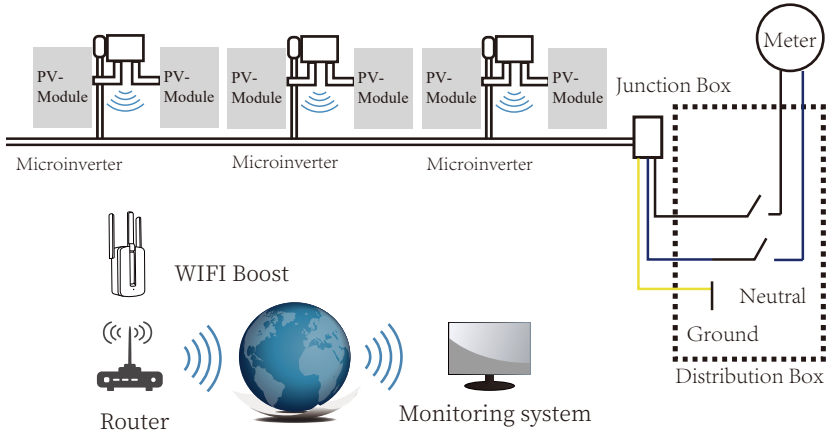 Meter
PV-
Module
PV-
Module
PV-
Module
PV-
Module
PV-
Module
PV-
Module
Junction Box
Microinverter
Microinverter
Microinverter
WIFI Boost
Neutral
Ground
Distribution Box
Router
Monitoring system